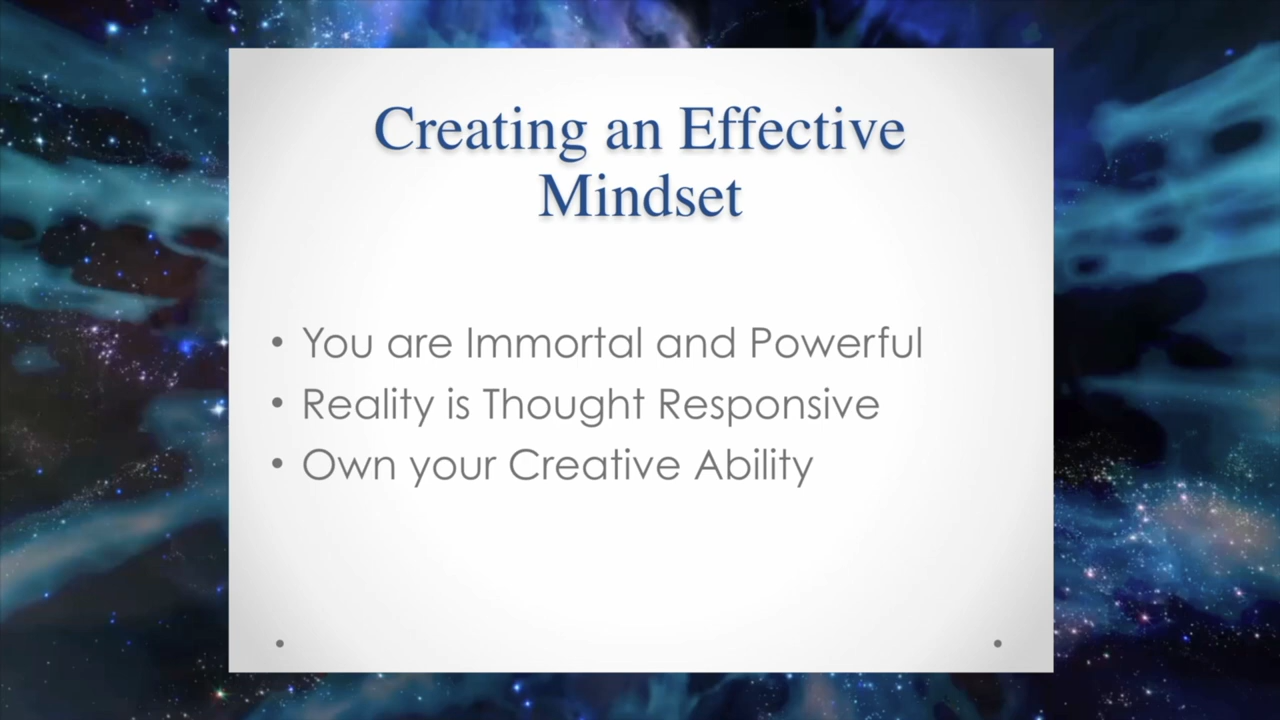 Creating an Effective
Mindset
• You are Immortal and Powerful
• Reality is Thought Responsive
• Own your Creative Ability